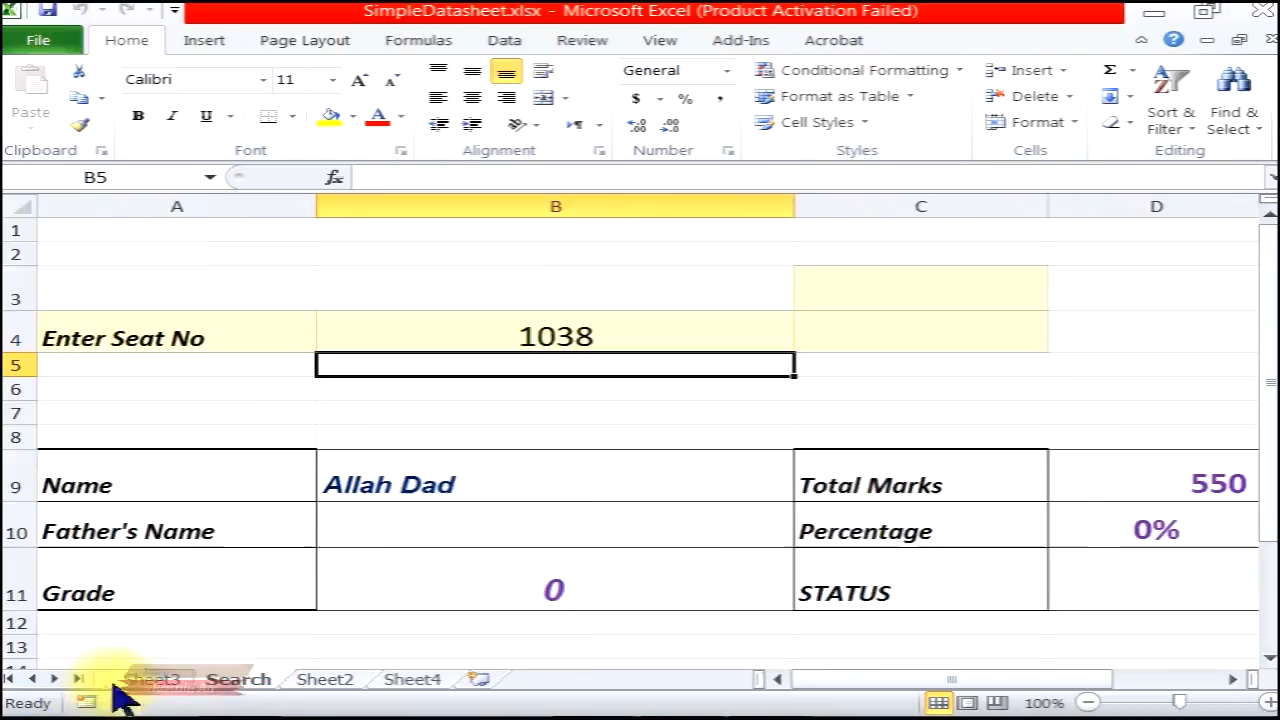 SimpleDatasheet.xlsx - Microsoft Excel (Product Activation Failed)
File Home Insert Page Layout Formulas Data Review View Add-Ins Acrobat
Paste
Calibri 11
B I U
General
$ %
Conditional Formatting
Format as Table
Cell Styles
Insert
Delete
Format
Sort & Filter
Find & Select
Clipboard Font Alignment Number Styles Cells Editing
B5 fx
A B C D
1
2
3
4 Enter Seat No 1038
5
6
7
8
9 Name Allah Dad Total Marks 550
10 Father's Name Percentage 0%
11 Grade 0 STATUS
12
13
Sheet3 Search Sheet2 Sheet4
Ready 100%